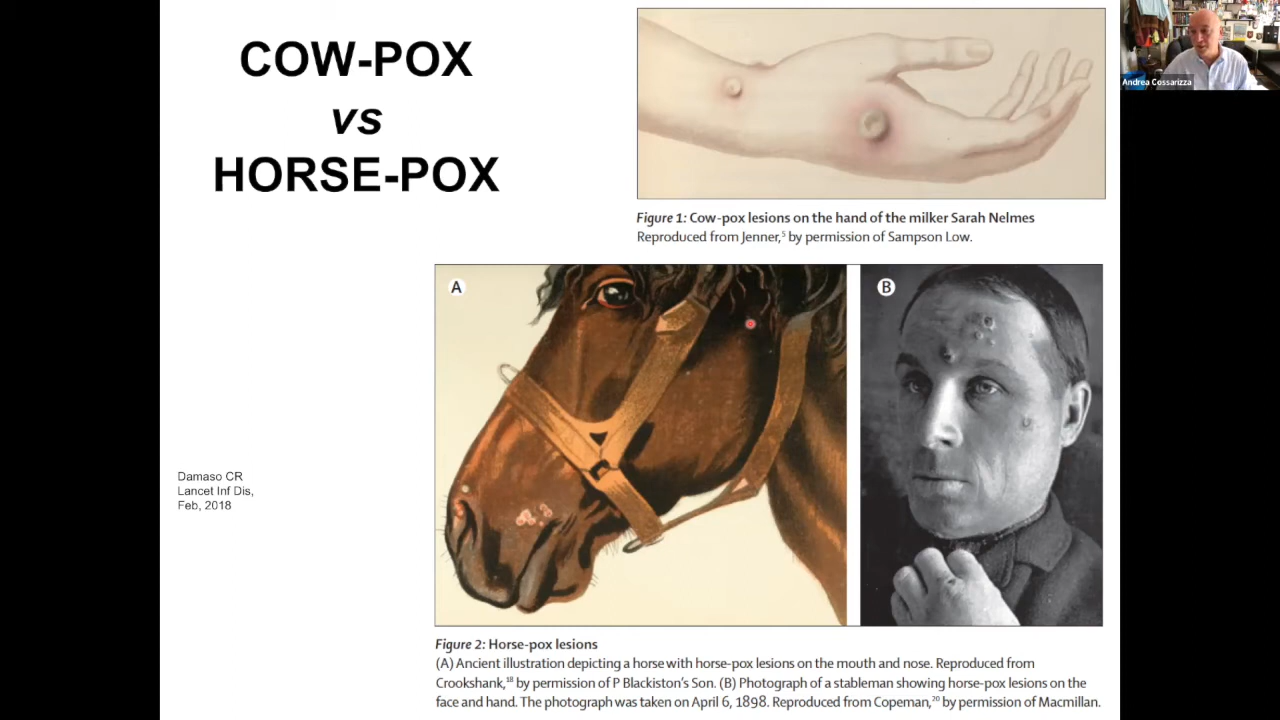 COW-POX
vs
HORSE-POX
Andrea Cossarizza
Figure 1: Cow-pox lesions on the hand of the milker Sarah Nelmes
Reproduced from Jenner,⁵ by permission of Sampson Low.
A
B
Damaso CR
Lancet Inf Dis,
Feb, 2018
Figure 2: Horse-pox lesions
(A) Ancient illustration depicting a horse with horse-pox lesions on the mouth and nose. Reproduced from
Crookshank,¹⁸ by permission of P Blackiston's Son. (B) Photograph of a stableman showing horse-pox lesions on the
face and hand. The photograph was taken on April 6, 1898. Reproduced from Copeman,²⁰ by permission of Macmillan.